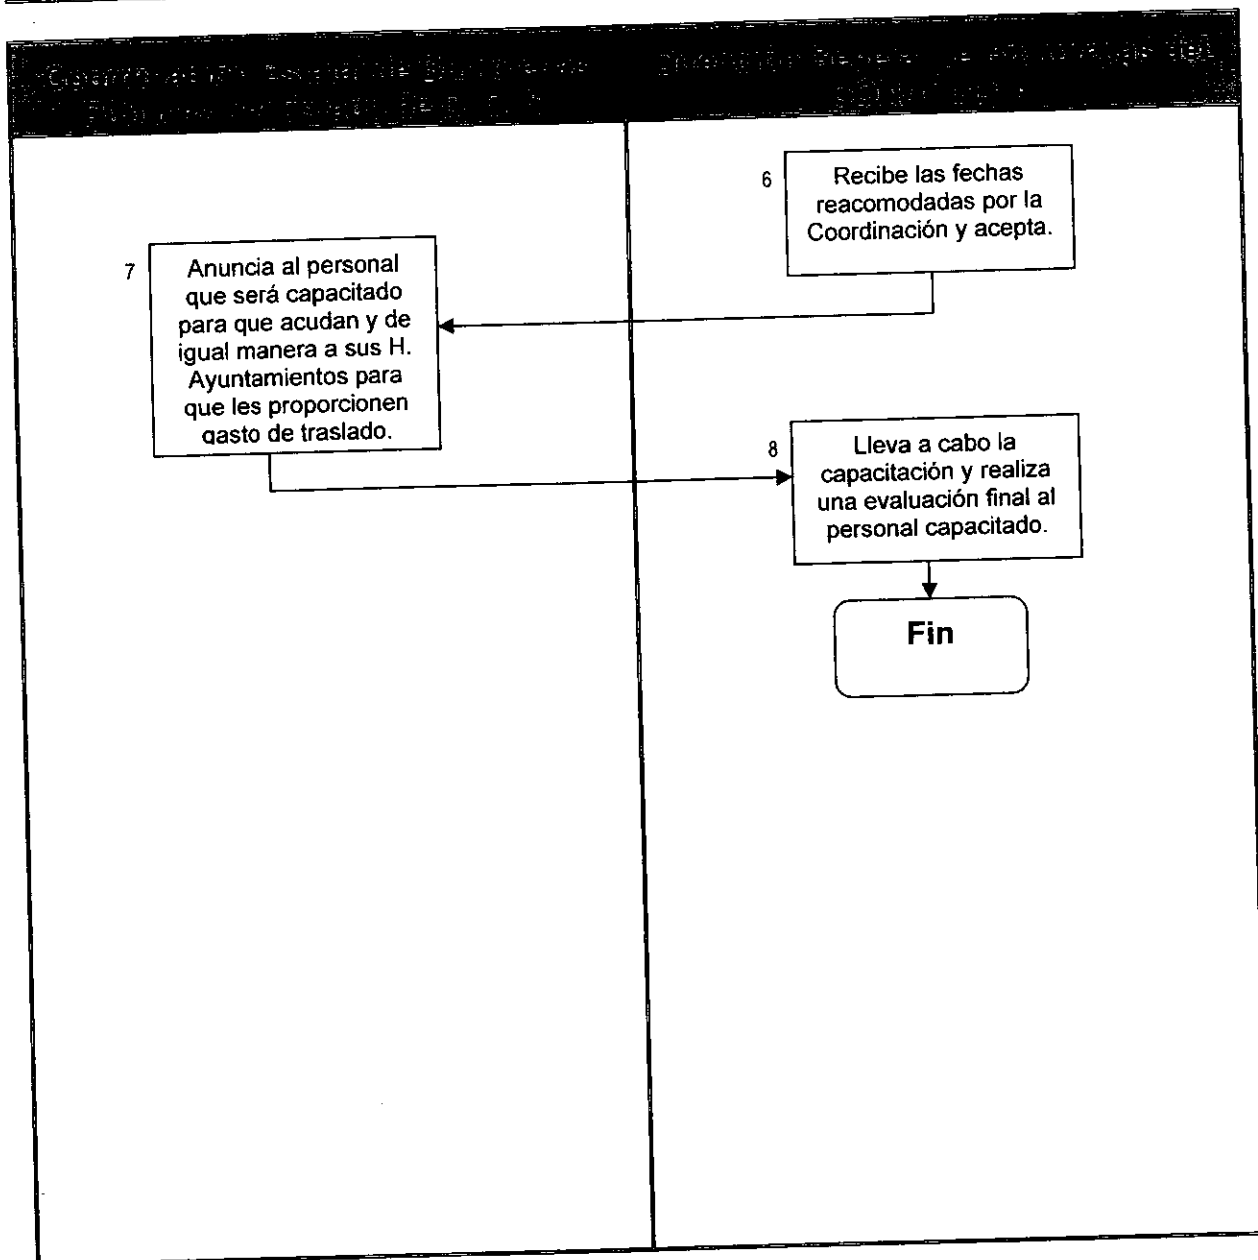 6
Recibe las fechas
reacomodadas por la
Coordinación y acepta.
7
Anuncia al personal
que será capacitado
para que acudan y de
igual manera a sus H.
Ayuntamientos para
que les proporcionen
gasto de traslado.
8
Lleva a cabo la
capacitación y realiza
una evaluación final al
personal capacitado.
Fin